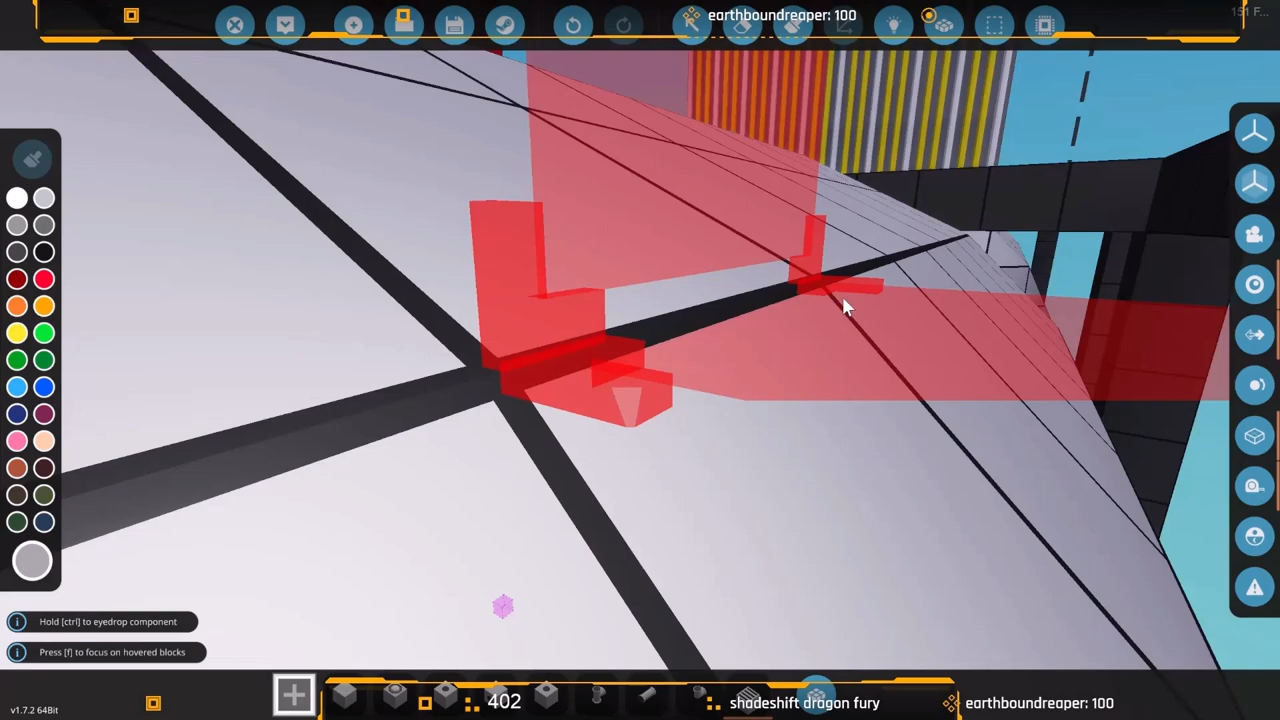 earthboundreaper: 100
151 F...
Hold [ctrl] to eyedrop component
Press [f] to focus on hovered blocks
v1.7.2 64Bit
402
shadeshift dragon fury
earthboundreaper: 100